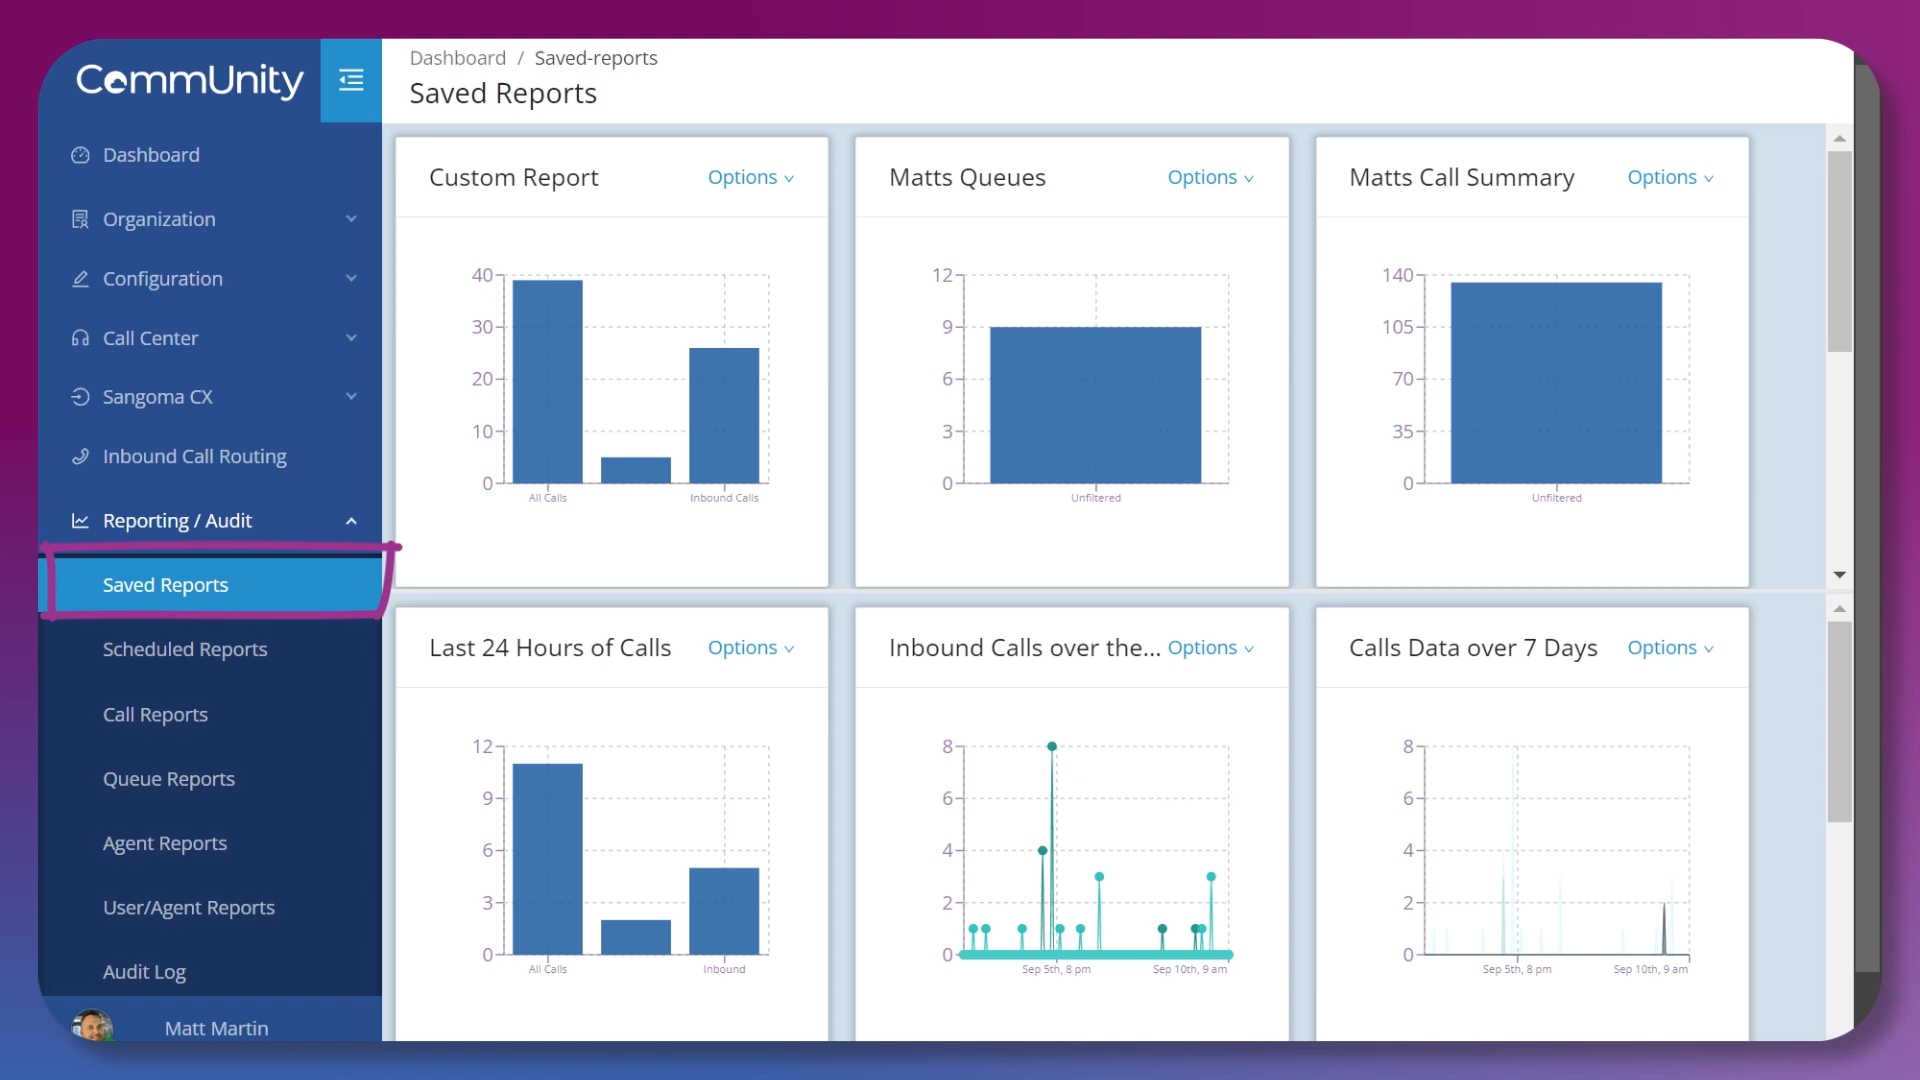 CommUnity
Dashboard
Organization
Configuration
Call Center
Sangoma CX
Inbound Call Routing
Reporting / Audit
Saved Reports
Scheduled Reports
Call Reports
Queue Reports
Agent Reports
User/Agent Reports
Audit Log
Matt Martin
Dashboard / Saved-reports
Saved Reports
Custom Report Options
40
30
20
10
0
All Calls Inbound Calls
Matts Queues Options
12
9
6
3
0
Unfiltered
Matts Call Summary Options
140
105
70
35
0
Unfiltered
Last 24 Hours of Calls Options
12
9
6
3
0
All Calls Inbound
Inbound Calls over the... Options
8
6
4
2
0
Sep 5th, 8 pm Sep 10th, 9 am
Calls Data over 7 Days Options
8
6
4
2
0
Sep 5th, 8 pm Sep 10th, 9 am